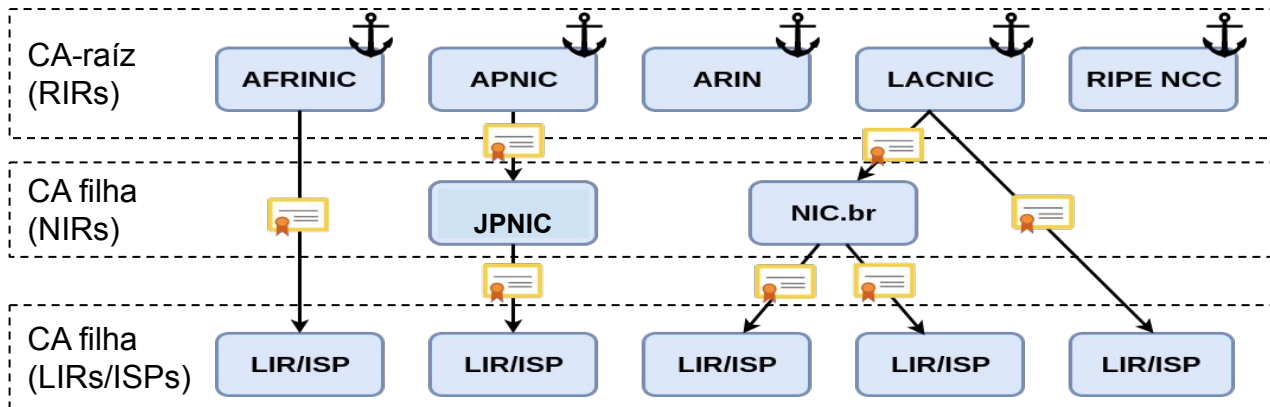 CA-raíz
(RIRs)
AFRINIC
APNIC
ARIN
LACNIC
RIPE NCC
CA filha
(NIRs)
JPNIC
NIC.br
CA filha
(LIRs/ISPs)
LIR/ISP
LIR/ISP
LIR/ISP
LIR/ISP
LIR/ISP